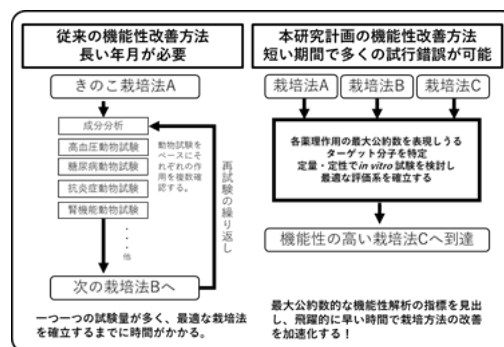 従来の機能性改善方法
長い年月が必要
きのこ栽培法A
成分分析
高血圧動物試験
糖尿病動物試験
抗炎症動物試験
腎機能動物試験
・
・
・
他
動物試験を
ベースにそ
れぞれの作
用を複数確
認する。
再試験の繰り返し
次の栽培法Bへ
一つ一つの試験量が多く、最適な栽培法
を確立するまでに時間がかかる。
本研究計画の機能性改善方法
短い期間で多くの試行錯誤が可能
栽培法A
栽培法B
栽培法C
各薬理作用の最大公約数を表現しうる
ターゲット分子を特定
定量・定性でin vitro試験を検討し
最適な評価系を確立する
機能性の高い栽培法Cへ到達
最大公約数的な機能性解析の指標を見出
し、飛躍的に早い時間で栽培方法の改善
を加速化する！